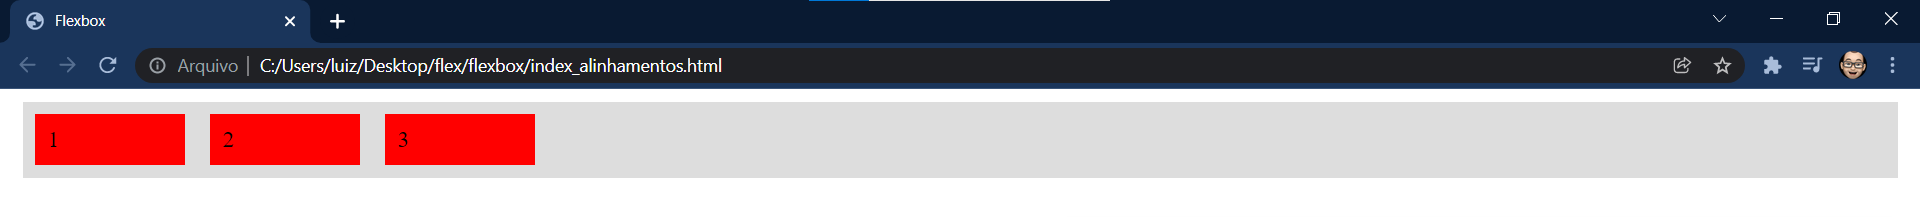 Flexbox
Arquivo | C:/Users/luiz/Desktop/flex/flexbox/index_alinhamentos.html
1 2 3